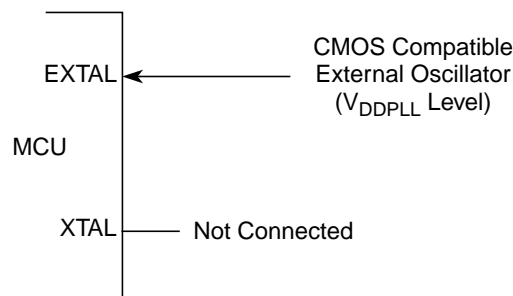 CMOS Compatible
External Oscillator
(VDDPLL Level)
EXTAL
MCU
XTAL
Not Connected